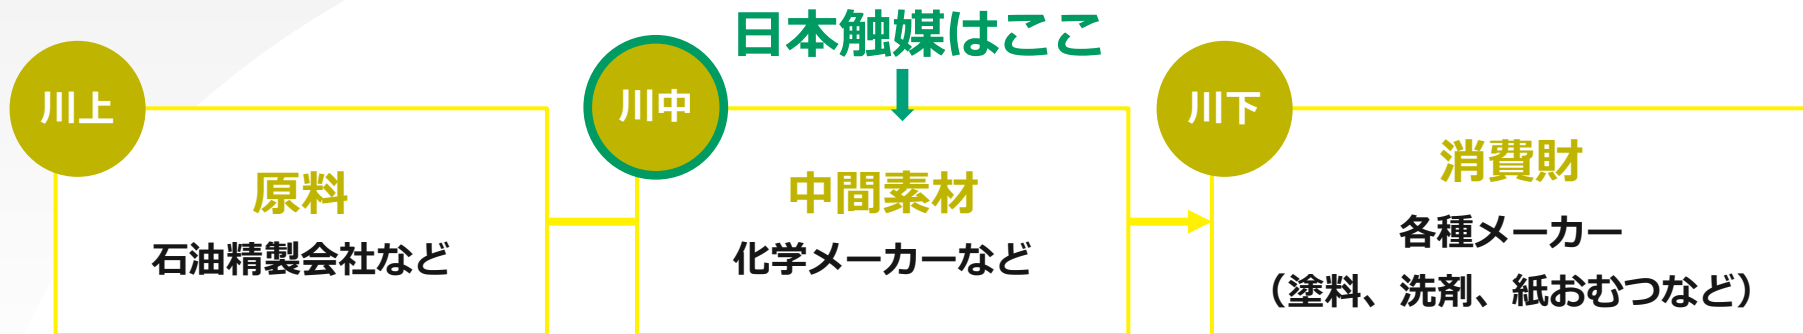 日本触媒はここ
川上
原料
石油精製会社など
川中
中間素材
化学メーカーなど
川下
消費財
各種メーカー
（塗料、洗剤、紙おむつなど）